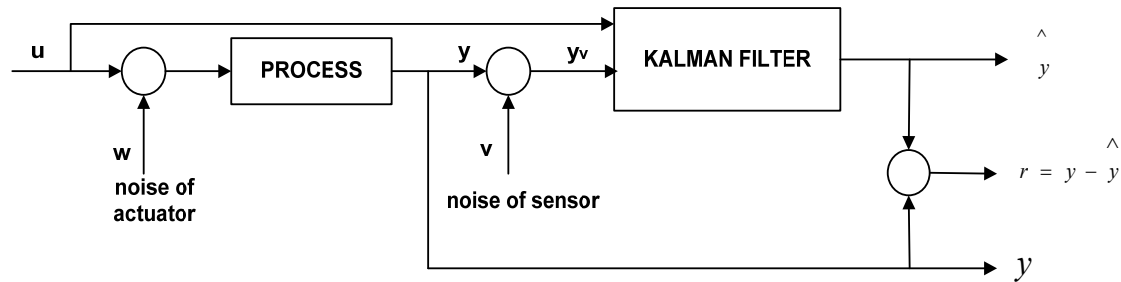 u
w
noise of
actuator
PROCESS
y
v
noise of sensor
yv
KALMAN FILTER
^
y
r = y − ŷ
y